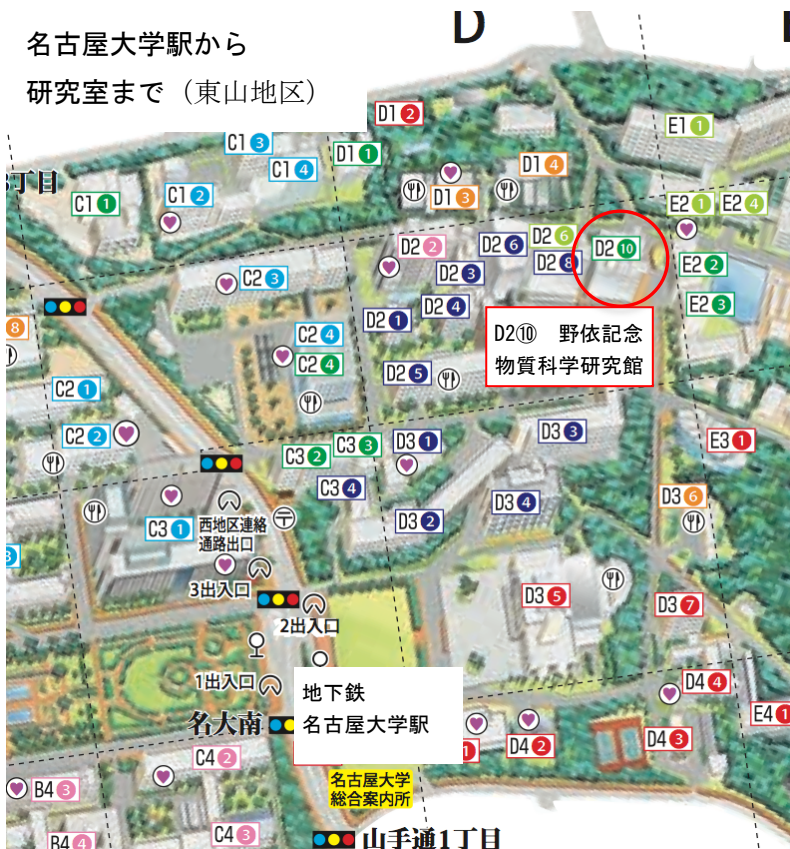 名古屋大学駅から
研究室まで（東山地区）
D
D1❷
E1①
C1③
D1①
C1④
D1④
丁目
C1②
D1③
C1①
E2① E2④
D2② D2⑥ D2⑥
D2⑩
D2③ D2⑧
E2②
C2③
D2④
E2③
D2①
8
C2④
D2⑩ 野依記念
物質科学研究館
C2④
D2⑤
C2①
C2②
D3①
D3③
E3①
C3② C3③
C3④
D3⑥
D3④
C3①
西地区連絡
通路出口
〒
D3②
3
3出入口
D3⑤
D3⑦
2出入口
1出入口
地下鉄
名古屋大学駅
D4④
名大南
E4①
1
D4②
D4③
C4②
名古屋大学
総合案内所
B4③
B4④
C4③
山手通1丁目